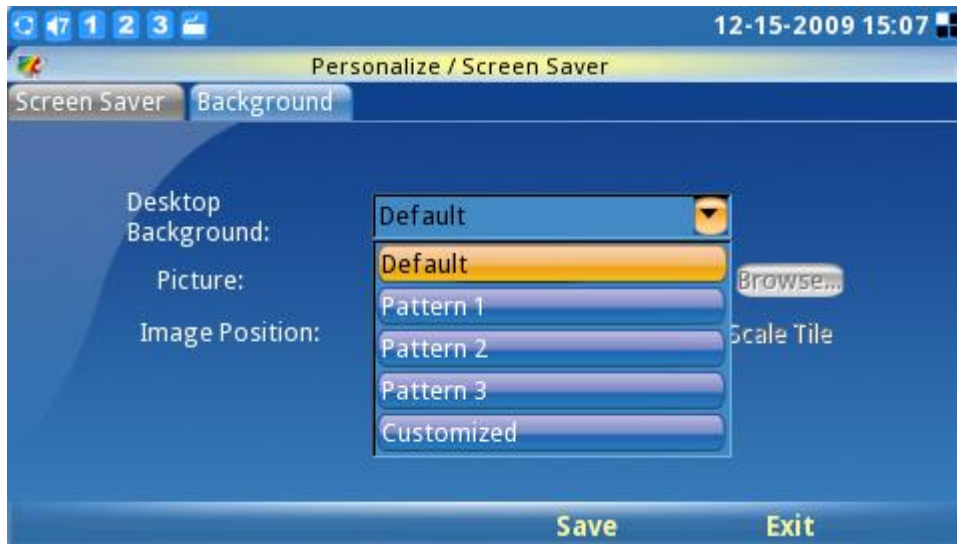 7 1 2 3 12-15-2009 15:07
Personalize / Screen Saver
Screen Saver Background
Desktop
Background:
Default
Default
Picture:
Browse...
Pattern 1
Image Position:
Scale Tile
Pattern 2
Pattern 3
Customized
Save Exit